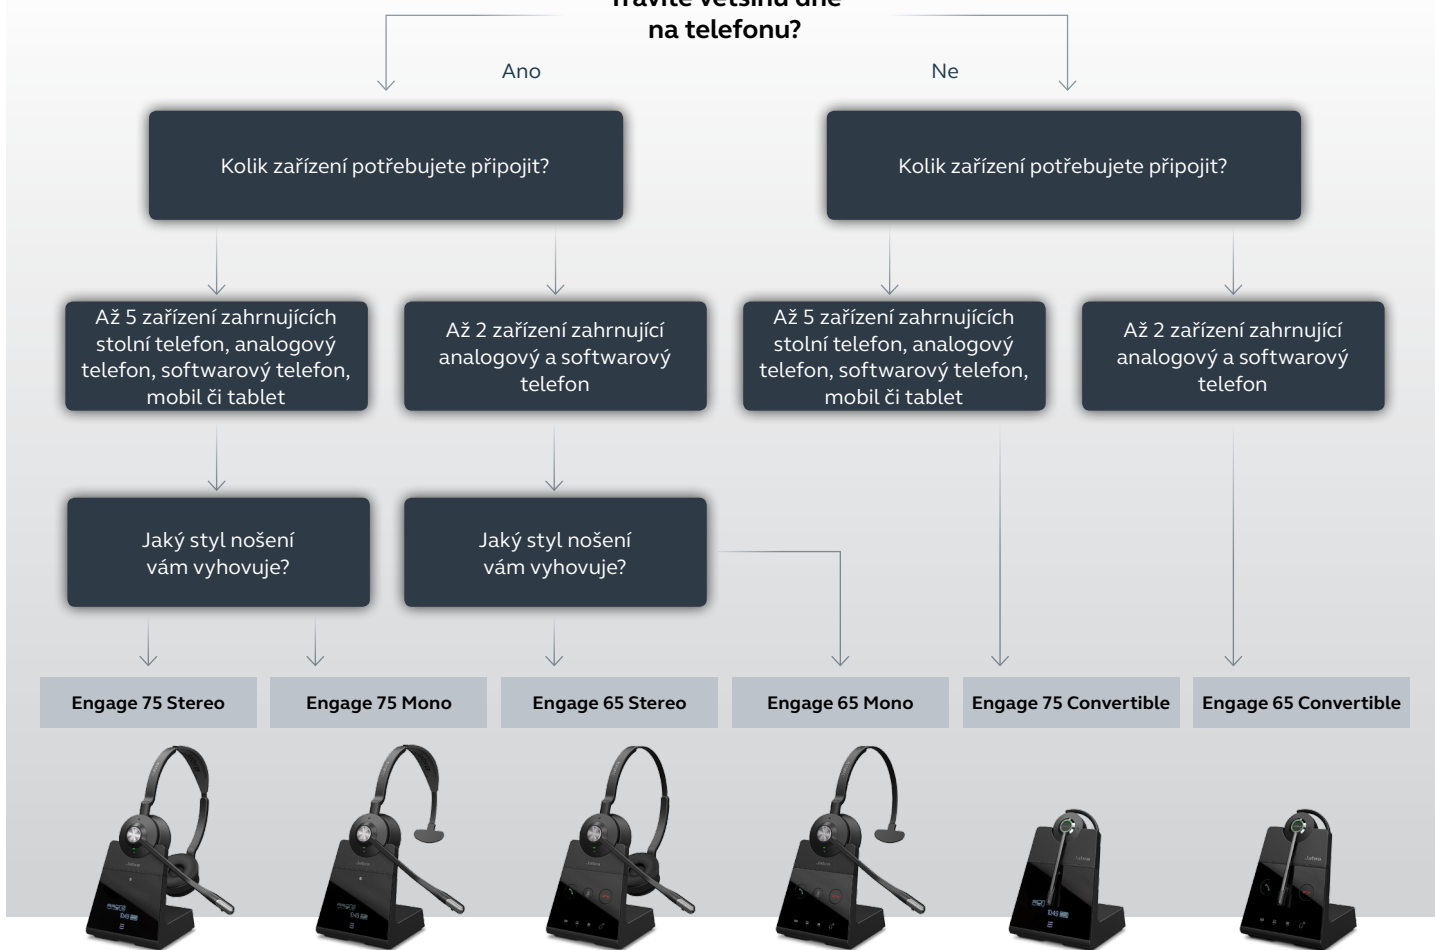 Trávíte většinu dne
na telefonu?
Ano
Ne
Kolik zařízení potřebujete připojit?
Kolik zařízení potřebujete připojit?
Až 5 zařízení zahrnujících
stolní telefon, analogový
telefon, softwarový telefon,
mobil či tablet
Až 2 zařízení zahrnující
analogový a softwarový
telefon
Až 5 zařízení zahrnujících
stolní telefon, analogový
telefon, softwarový telefon,
mobil či tablet
Až 2 zařízení zahrnující
analogový a softwarový
telefon
Jaký styl nošení
vám vyhovuje?
Jaký styl nošení
vám vyhovuje?
Engage 75 Stereo
Engage 75 Mono
Engage 65 Stereo
Engage 65 Mono
Engage 75 Convertible
Engage 65 Convertible